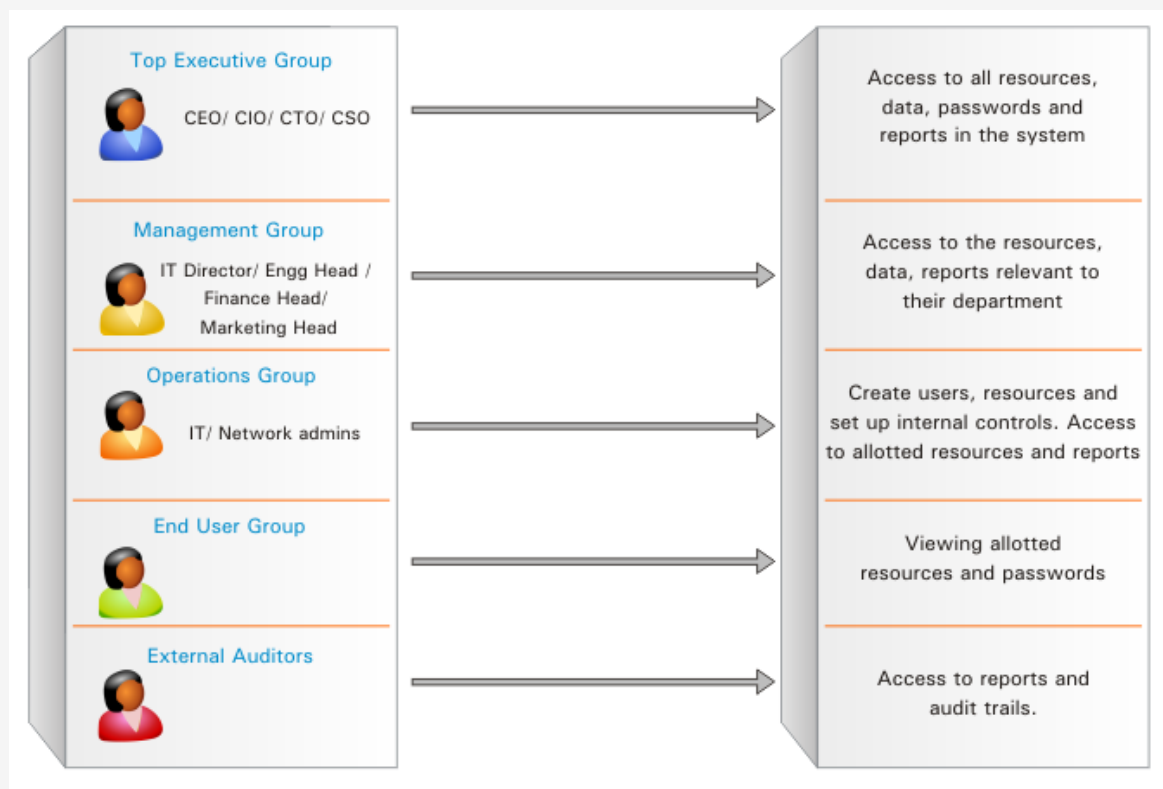 Top Executive Group
CEO/ CIO/ CTO/ CSO
Access to all resources,
data, passwords and
reports in the system
Management Group
IT Director/ Engg Head /
Finance Head/
Marketing Head
Access to the resources,
data, reports relevant to
their department
Operations Group
IT/ Network admins
Create users, resources and
set up internal controls. Access
to allotted resources and reports
End User Group
Viewing allotted
resources and passwords
External Auditors
Access to reports and
audit trails.